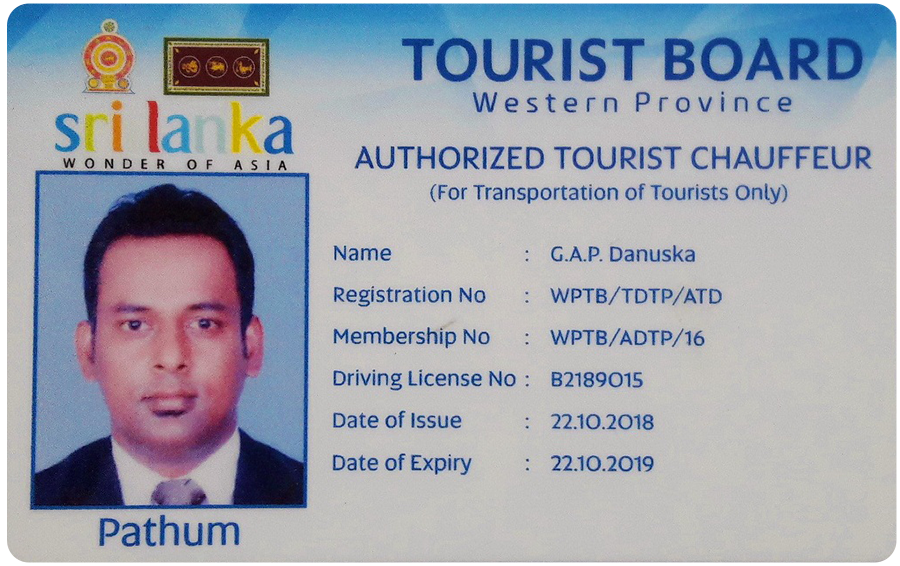 sri lanka
WONDER OF ASIA
TOURIST BOARD
Western Province
AUTHORIZED TOURIST CHAUFFEUR
(For Transportation of Tourists Only)
Name : G.A.P. Danuska
Registration No : WPTB/TDTP/ATD
Membership No : WPTB/ADTP/16
Driving License No : B2189015
Date of Issue : 22.10.2018
Date of Expiry : 22.10.2019
Pathum